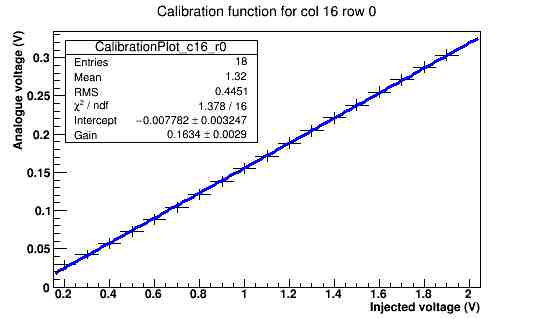 Calibration function for col 16 row 0
Analogue voltage (V)
CalibrationPlot_c16_r0
Entries 18
Mean 1.32
RMS 0.4451
χ² / ndf 1.378 / 16
Intercept −0.007782 ± 0.003247
Gain 0.1634 ± 0.0029
0.3
0.25
0.2
0.15
0.1
0.05
0
0.2 0.4 0.6 0.8 1.0 1.2 1.4 1.6 1.8 2
Injected voltage (V)